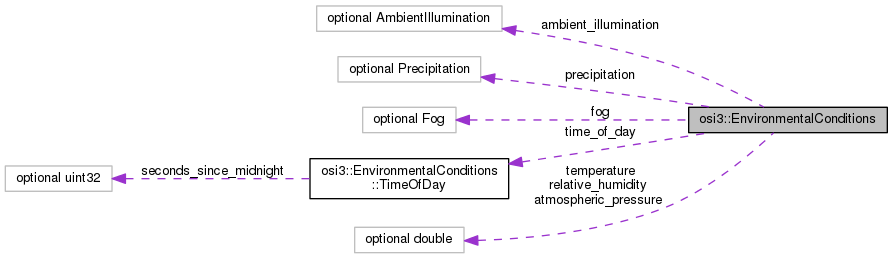 optional AmbientIllumination
ambient_illumination
optional Precipitation
precipitation
optional Fog
fog
osi3::EnvironmentalConditions
time_of_day
optional uint32
seconds_since_midnight
osi3::EnvironmentalConditions
::TimeOfDay
temperature
relative_humidity
atmospheric_pressure
optional double